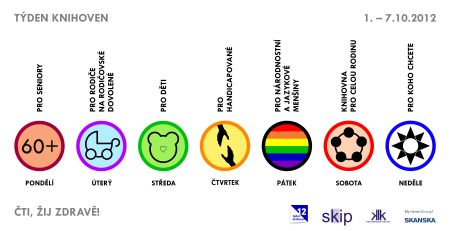 TÝDEN KNIHOVEN
1. – 7.10.2012
PRO SENIORY
PRO RODIČE
NA RODIČOVSKÉ
DOVOLENÉ
PRO DĚTI
PRO
HANDICAPOVANÉ
PRO NÁRODNOSTNÍ
A JAZYKOVÉ
MENŠINY
KNIHOVNA
PRO CELOU RODINU
PRO KOHO CHCETE
60+
PONDĚLÍ
ÚTERÝ
STŘEDA
ČTVRTEK
PÁTEK
SOBOTA
NEDĚLE
ČTI, ŽIJ ZDRAVĚ!
12
skip
SKANSKA